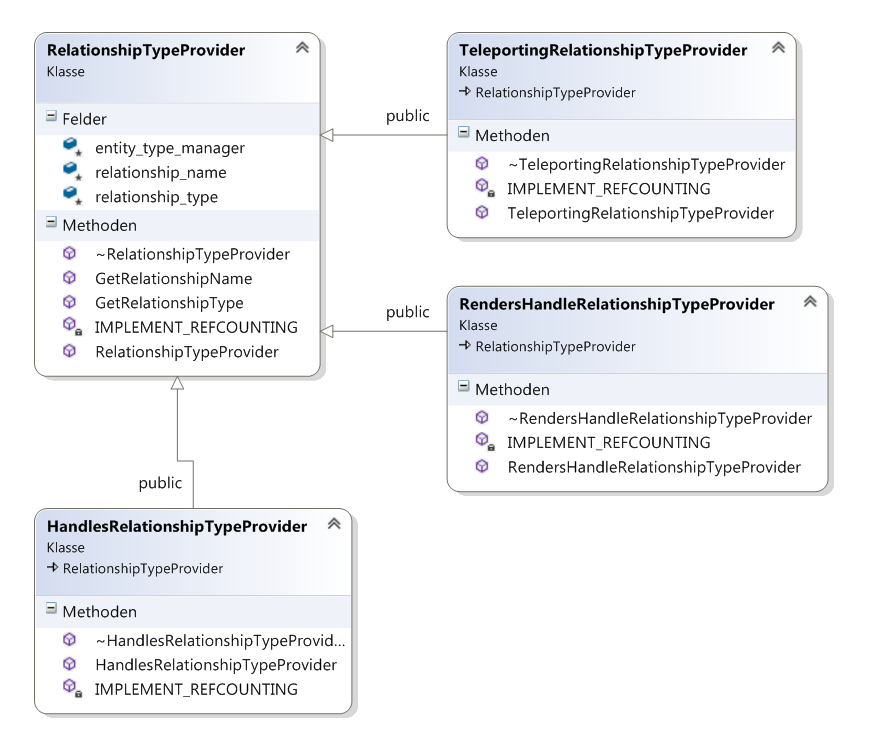 RelationshipTypeProvider
Klasse
Felder
entity_type_manager
relationship_name
relationship_type
Methoden
~RelationshipTypeProvider
GetRelationshipName
GetRelationshipType
IMPLEMENT_REFCOUNTING
RelationshipTypeProvider
public
TeleportingRelationshipTypeProvider
Klasse
RelationshipTypeProvider
Methoden
~TeleportingRelationshipTypeProvider
IMPLEMENT_REFCOUNTING
TeleportingRelationshipTypeProvider
public
RendersHandleRelationshipTypeProvider
Klasse
RelationshipTypeProvider
Methoden
~RendersHandleRelationshipTypeProvider
IMPLEMENT_REFCOUNTING
RendersHandleRelationshipTypeProvider
public
HandlesRelationshipTypeProvider
Klasse
RelationshipTypeProvider
Methoden
~HandlesRelationshipTypeProvid...
HandlesRelationshipTypeProvider
IMPLEMENT_REFCOUNTING